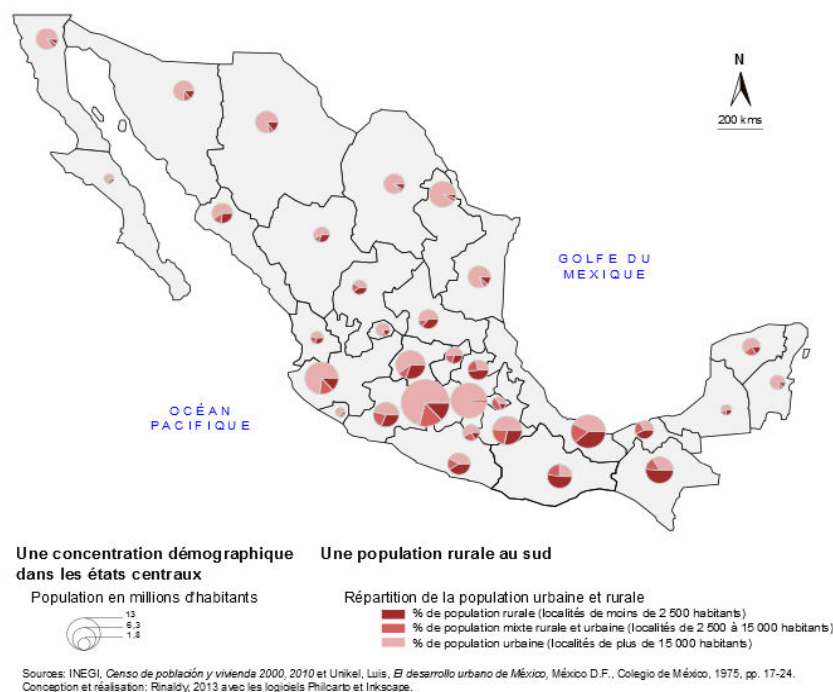 N
200 kms
GOLFE DU
MEXIQUE
OCÉAN
PACIFIQUE
Une concentration démographique
dans les états centraux
Population en millions d'habitants
13
6,3
1,8
Une population rurale au sud
Répartition de la population urbaine et rurale
% de population rurale (localités de moins de 2 500 habitants)
% de population mixte rurale et urbaine (localités de 2 500 à 15 000 habitants)
% de population urbaine (localités de plus de 15 000 habitants)
Sources: INEGI, Censo de población y vivienda 2000, 2010 et Unikel, Luis, El desarrollo urbano de México, México D.F., Colegio de México, 1975, pp. 17-24.
Conception et réalisation: Rinaldy, 2013 avec les logiciels Philcarto et Inkscape.